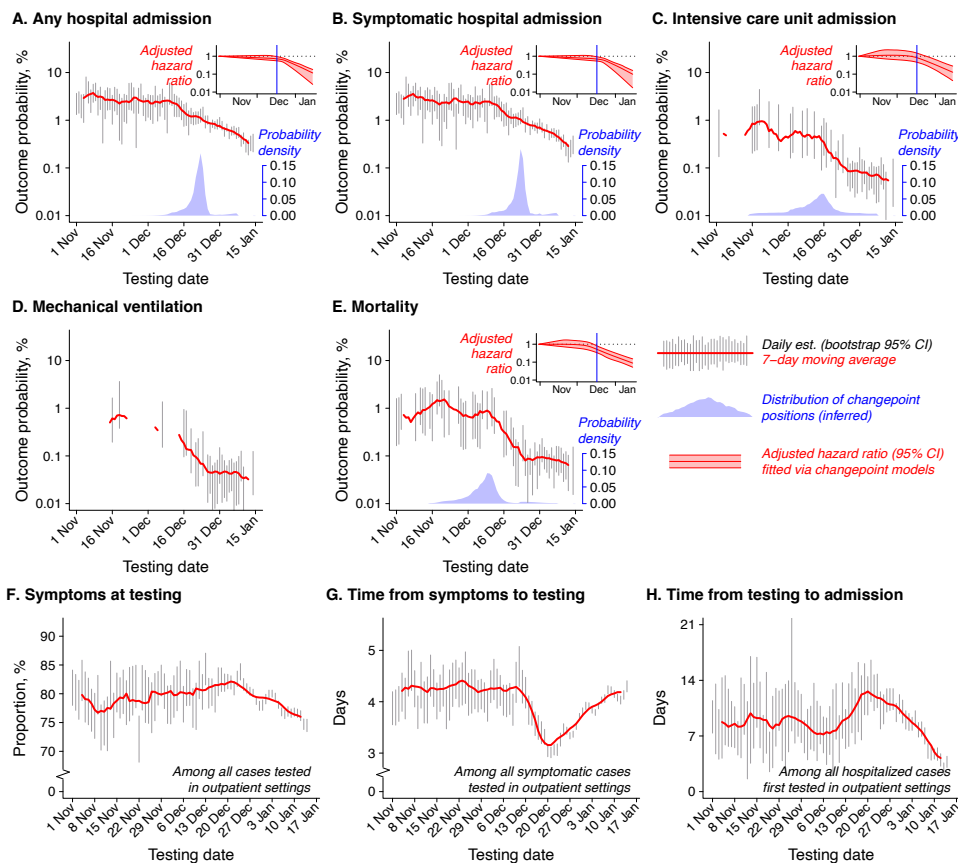 A. Any hospital admission
Outcome probability, %
10
1
0.1
0.01
1 Nov
16 Nov
1 Dec
16 Dec
31 Dec
15 Jan
Testing date
Adjusted
hazard
ratio
1
0.1
0.01
Nov
Dec
Jan
Probability
density
0.15
0.10
0.05
0.00
B. Symptomatic hospital admission
Outcome probability, %
10
1
0.1
0.01
1 Nov
16 Nov
1 Dec
16 Dec
31 Dec
15 Jan
Testing date
Adjusted
hazard
ratio
1
0.1
0.01
Nov
Dec
Jan
Probability
density
0.15
0.10
0.05
0.00
C. Intensive care unit admission
Outcome probability, %
10
1
0.1
0.01
1 Nov
16 Nov
1 Dec
16 Dec
31 Dec
15 Jan
Testing date
Adjusted
hazard
ratio
1
0.1
0.01
Nov
Dec
Jan
Probability
density
0.15
0.10
0.05
0.00
D. Mechanical ventilation
Outcome probability, %
10
1
0.1
0.01
1 Nov
16 Nov
1 Dec
16 Dec
31 Dec
15 Jan
Testing date
E. Mortality
Outcome probability, %
10
1
0.1
0.01
1 Nov
16 Nov
1 Dec
16 Dec
31 Dec
15 Jan
Testing date
Adjusted
hazard
ratio
1
0.1
0.01
Nov
Dec
Jan
Probability
density
0.15
0.10
0.05
0.00
Daily est. (bootstrap 95% CI)
7−day moving average
Distribution of changepoint
positions (inferred)
Adjusted hazard ratio (95% CI)
fitted via changepoint models
F. Symptoms at testing
Proportion, %
90
85
80
75
70
0
Among all cases tested
in outpatient settings
1 Nov
8 Nov
15 Nov
22 Nov
29 Nov
6 Dec
13 Dec
20 Dec
27 Dec
3 Jan
10 Jan
17 Jan
Testing date
G. Time from symptoms to testing
Days
5
4
3
0
Among all symptomatic cases
tested in outpatient settings
1 Nov
8 Nov
15 Nov
22 Nov
29 Nov
6 Dec
13 Dec
20 Dec
27 Dec
3 Jan
10 Jan
17 Jan
Testing date
H. Time from testing to admission
Days
21
14
7
0
Among all hospitalized cases
first tested in outpatient settings
1 Nov
8 Nov
15 Nov
22 Nov
29 Nov
6 Dec
13 Dec
20 Dec
27 Dec
3 Jan
10 Jan
17 Jan
Testing date